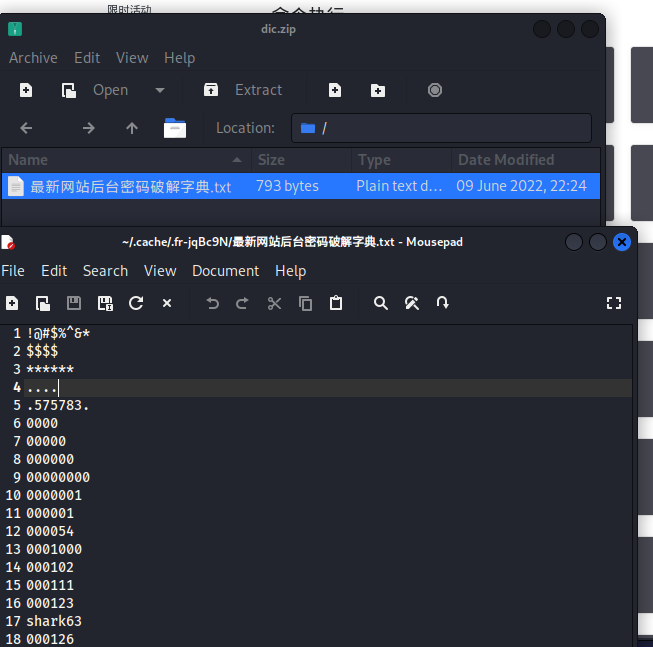 限时活动
命令执行
dic.zip
Archive Edit View Help
Open Extract
Location: /
Name Size Type Date Modified
最新网站后台密码破解字典.txt 793 bytes Plain text d... 09 June 2022, 22:24
~/.cache/.fr-jqBc9N/最新网站后台密码破解字典.txt - Mousepad
File Edit Search View Document Help
1 !@#$%^&*
2 $$$$
3 ******
4 ....
5 .575783.
6 0000
7 00000
8 000000
9 00000000
10 0000001
11 000001
12 000054
13 0001000
14 000102
15 000111
16 000123
17 shark63
18 000126